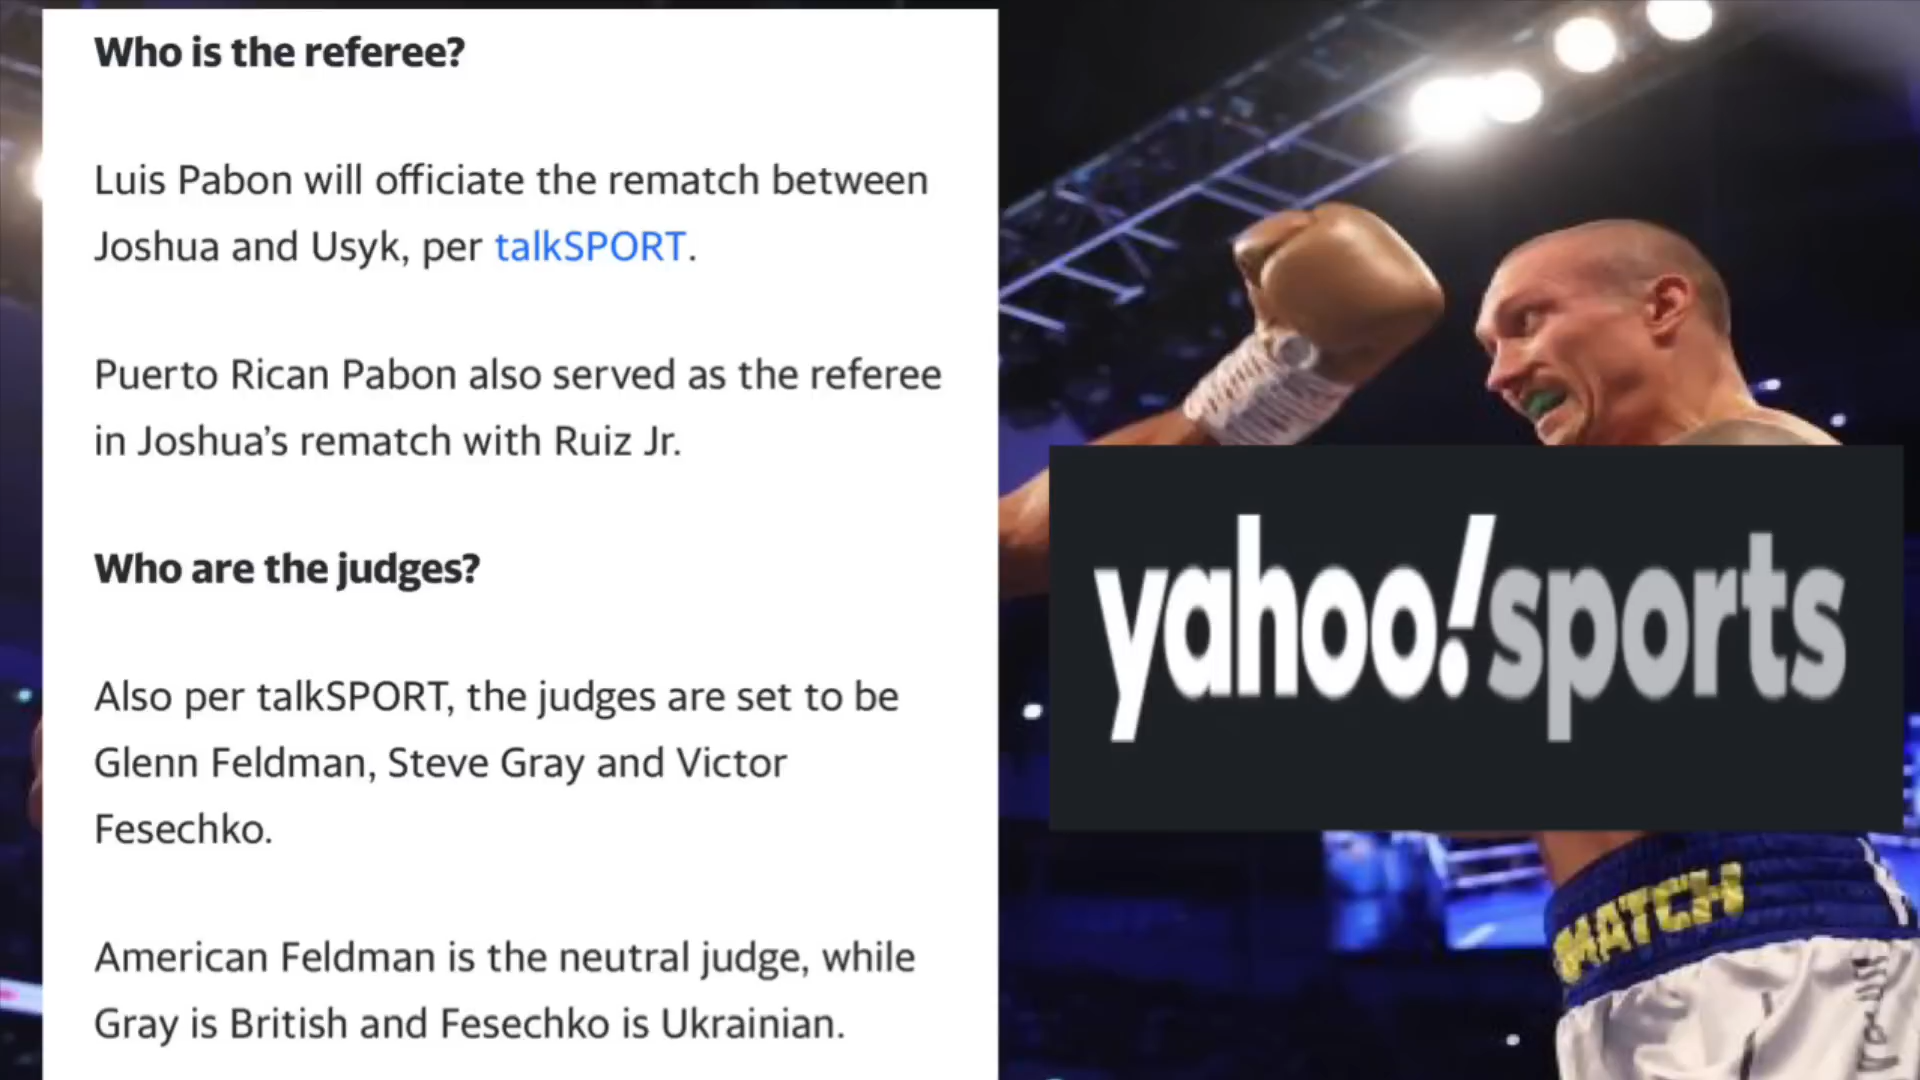 Who is the referee?
Luis Pabon will officiate the rematch between
Joshua and Usyk, per talkSPORT.
Puerto Rican Pabon also served as the referee
in Joshua's rematch with Ruiz Jr.
Who are the judges?
Also per talkSPORT, the judges are set to be
Glenn Feldman, Steve Gray and Victor
Fesechko.
American Feldman is the neutral judge, while
Gray is British and Fesechko is Ukrainian.
yahoo!sports
MATCH